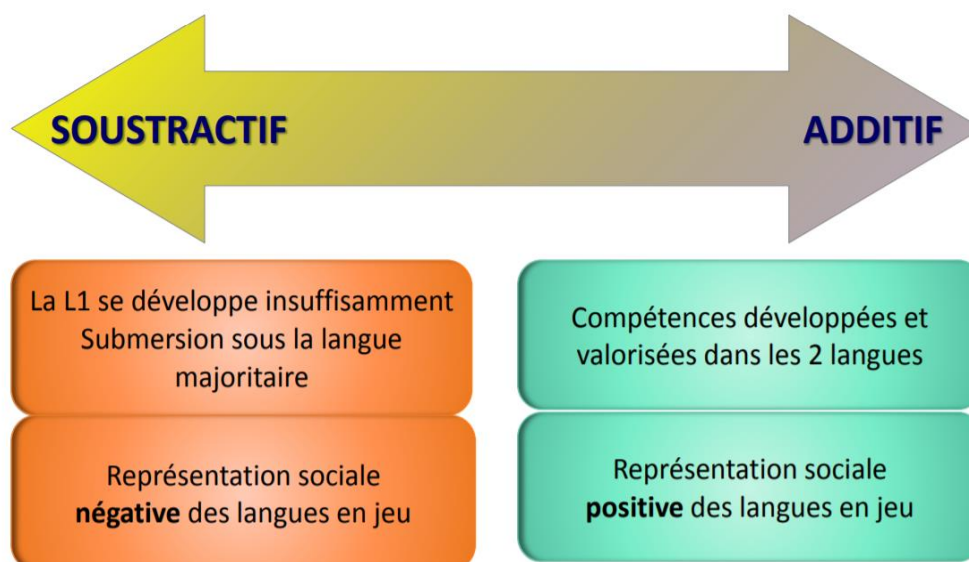 SOUSTRACTIF
ADDITIF
La L1 se développe insuffisamment
Submersion sous la langue
majoritaire
Compétences développées et
valorisées dans les 2 langues
Représentation sociale
négative des langues en jeu
Représentation sociale
positive des langues en jeu